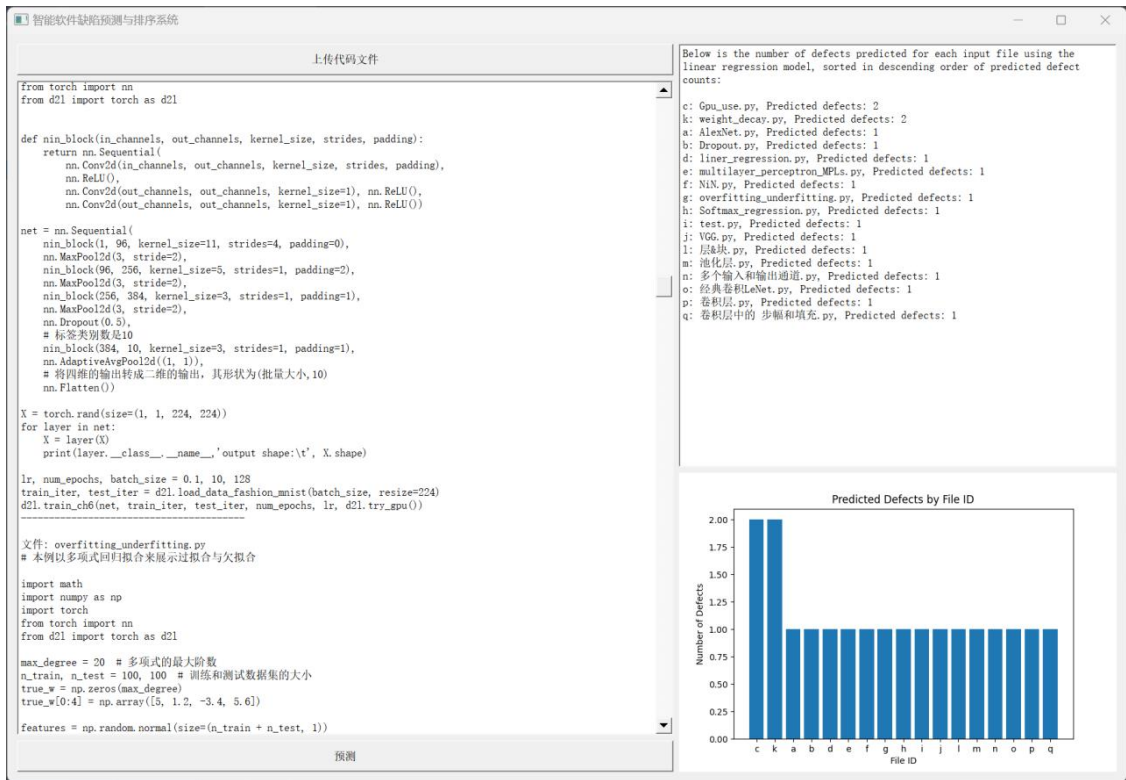 智能软件缺陷预测与排序系统
上传代码文件
from torch import nn
from d2l import torch as d2l
def nin_block(in_channels, out_channels, kernel_size, strides, padding):
    return nn.Sequential(
        nn.Conv2d(in_channels, out_channels, kernel_size, strides, padding),
        nn.ReLU(),
        nn.Conv2d(out_channels, out_channels, kernel_size=1), nn.ReLU(),
        nn.Conv2d(out_channels, out_channels, kernel_size=1), nn.ReLU())
net = nn.Sequential(
    nin_block(1, 96, kernel_size=11, strides=4, padding=0),
    nn.MaxPool2d(3, stride=2),
    nin_block(96, 256, kernel_size=5, strides=1, padding=2),
    nn.MaxPool2d(3, stride=2),
    nin_block(256, 384, kernel_size=3, strides=1, padding=1),
    nn.MaxPool2d(3, stride=2),
    nn.Dropout(0.5),
    # 标签类别数是10
    nin_block(384, 10, kernel_size=3, strides=1, padding=1),
    nn.AdaptiveAvgPool2d((1, 1)),
    # 将四维的输出转成二维的输出，其形状为(批量大小,10)
    nn.Flatten())
X = torch.rand(size=(1, 1, 224, 224))
for layer in net:
    X = layer(X)
    print(layer.__class__.__name__,'output shape:\t', X.shape)
lr, num_epochs, batch_size = 0.1, 10, 128
train_iter, test_iter = d2l.load_data_fashion_mnist(batch_size, resize=224)
d2l.train_ch6(net, train_iter, test_iter, num_epochs, lr, d2l.try_gpu())
----------------------------------------
文件: overfitting_underfitting.py
# 本例以多项式回归拟合来展示过拟合与欠拟合
import math
import numpy as np
import torch
from torch import nn
from d2l import torch as d2l
max_degree = 20  # 多项式的最大阶数
n_train, n_test = 100, 100  # 训练和测试数据集的大小
true_w = np.zeros(max_degree)
true_w[0:4] = np.array([5, 1.2, -3.4, 5.6])
features = np.random.normal(size=(n_train + n_test, 1))
预测
Below is the number of defects predicted for each input file using the
linear regression model, sorted in descending order of predicted defect
counts:
c: Gpu_use.py, Predicted defects: 2
k: weight_decay.py, Predicted defects: 2
a: AlexNet.py, Predicted defects: 1
b: Dropout.py, Predicted defects: 1
d: liner_regression.py, Predicted defects: 1
e: multilayer_perceptron_MPLs.py, Predicted defects: 1
f: NiN.py, Predicted defects: 1
g: overfitting_underfitting.py, Predicted defects: 1
h: Softmax_regression.py, Predicted defects: 1
i: test.py, Predicted defects: 1
j: VGG.py, Predicted defects: 1
l: 层&块.py, Predicted defects: 1
m: 池化层.py, Predicted defects: 1
n: 多个输入和输出通道.py, Predicted defects: 1
o: 经典卷积LeNet.py, Predicted defects: 1
p: 卷积层.py, Predicted defects: 1
q: 卷积层中的 步幅和填充.py, Predicted defects: 1
Predicted Defects by File ID
Number of Defects
2.00
1.75
1.50
1.25
1.00
0.75
0.50
0.25
0.00
c k a b d e f g h i j l m n o p q
File ID